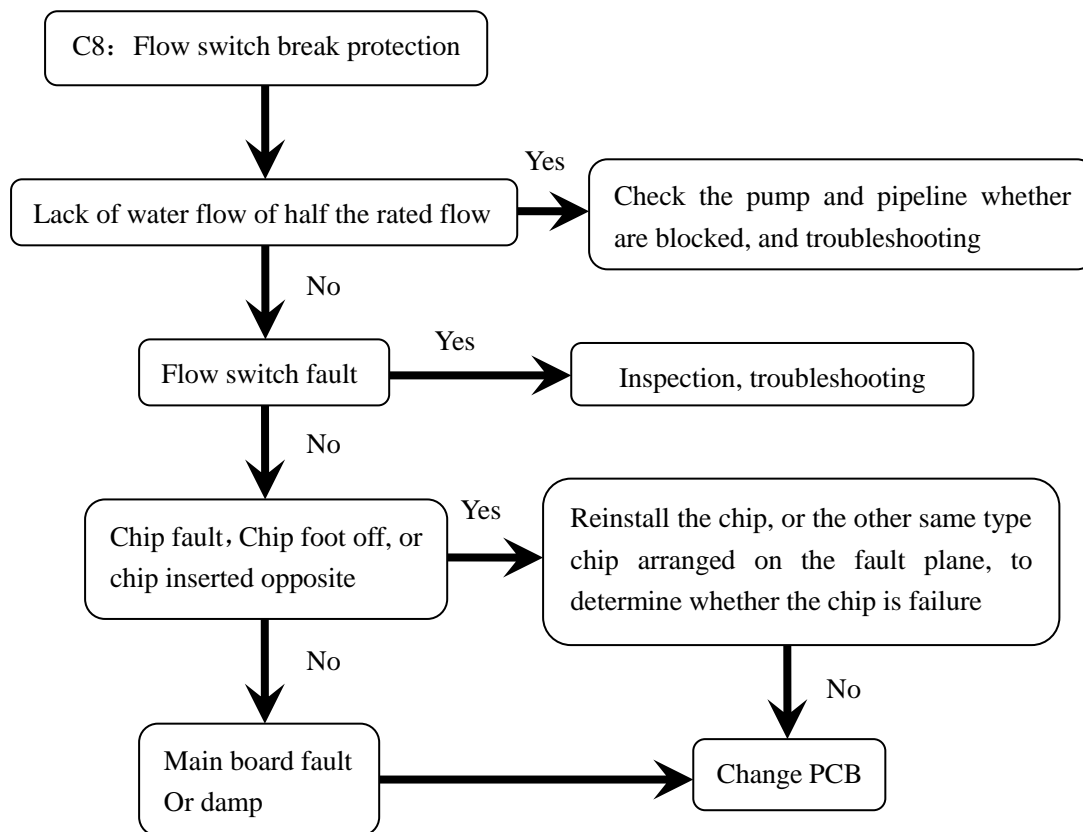 C8：Flow switch break protection
Yes
Lack of water flow of half the rated flow
Check the pump and pipeline whether
are blocked, and troubleshooting
No
Yes
Flow switch fault
Inspection, troubleshooting
No
Yes
Chip fault，Chip foot off, or
chip inserted opposite
Reinstall the chip, or the other same type
chip arranged on the fault plane, to
determine whether the chip is failure
No
No
Main board fault
Or damp
Change PCB